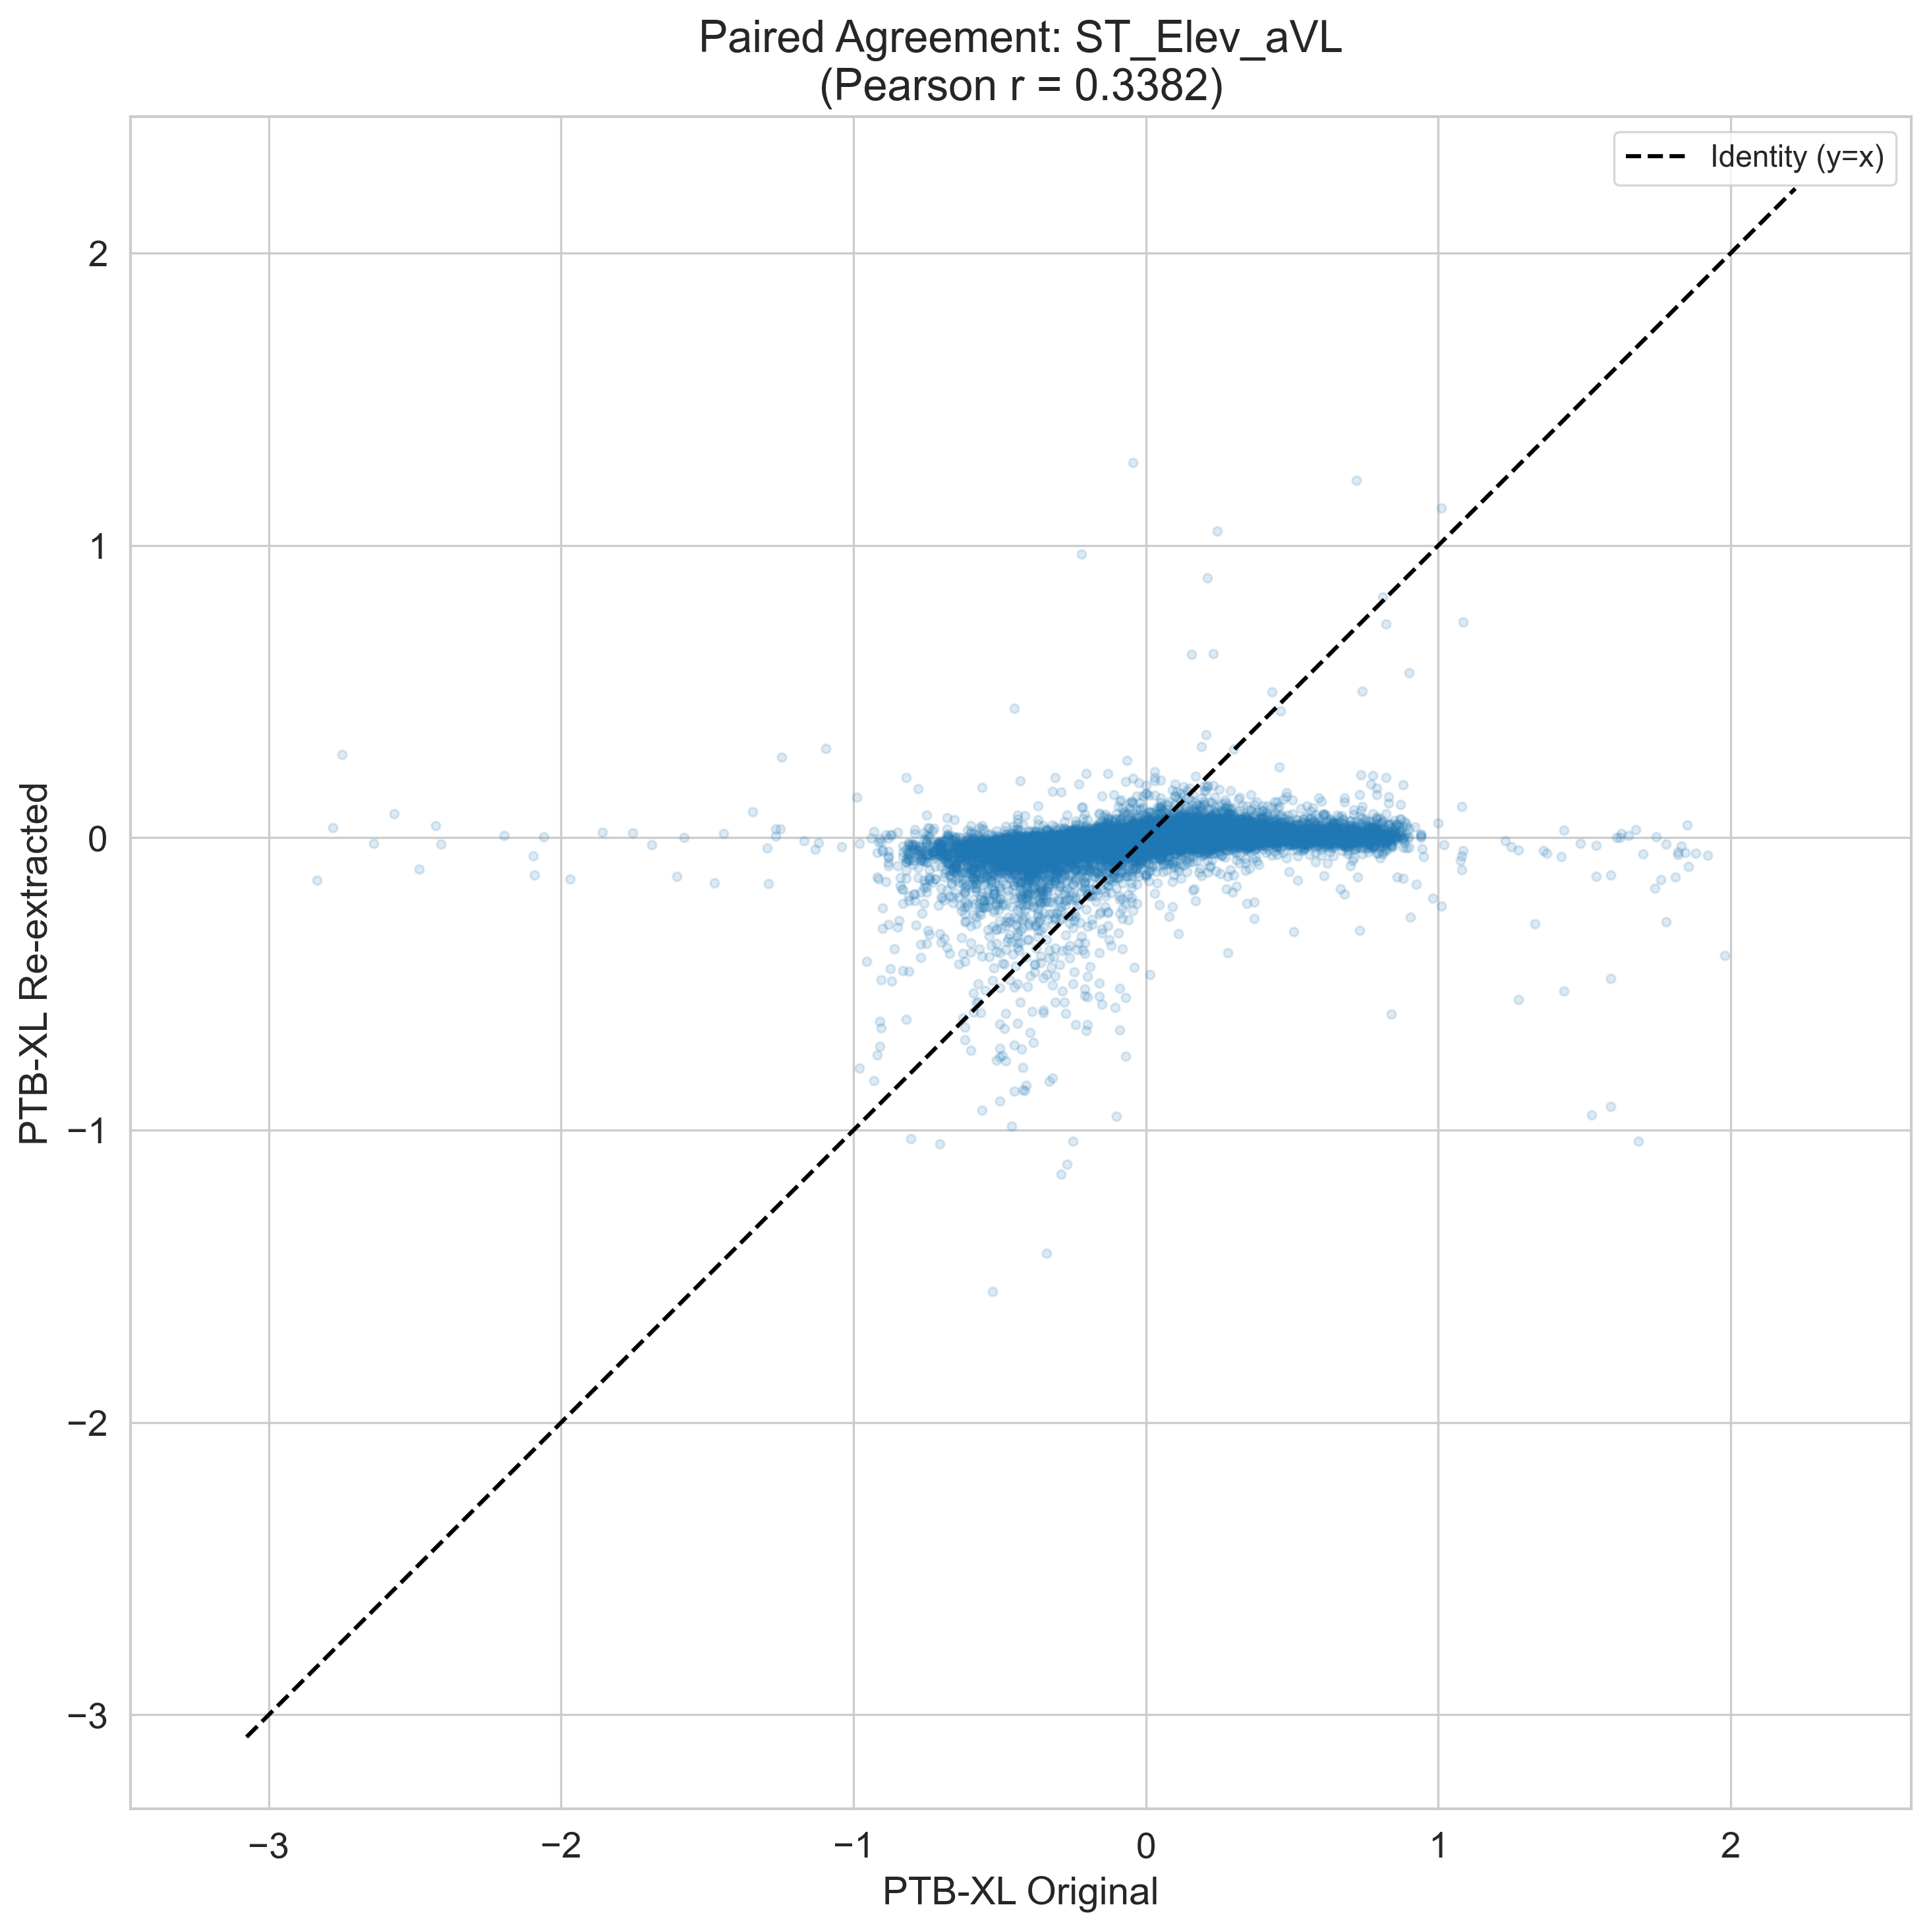 Paired Agreement: ST_Elev_aVL
(Pearson r = 0.3382)
Identity (y=x)
2
1
0
−1
−2
−3
PTB-XL Re-extracted
−3
−2
−1
0
1
2
PTB-XL Original